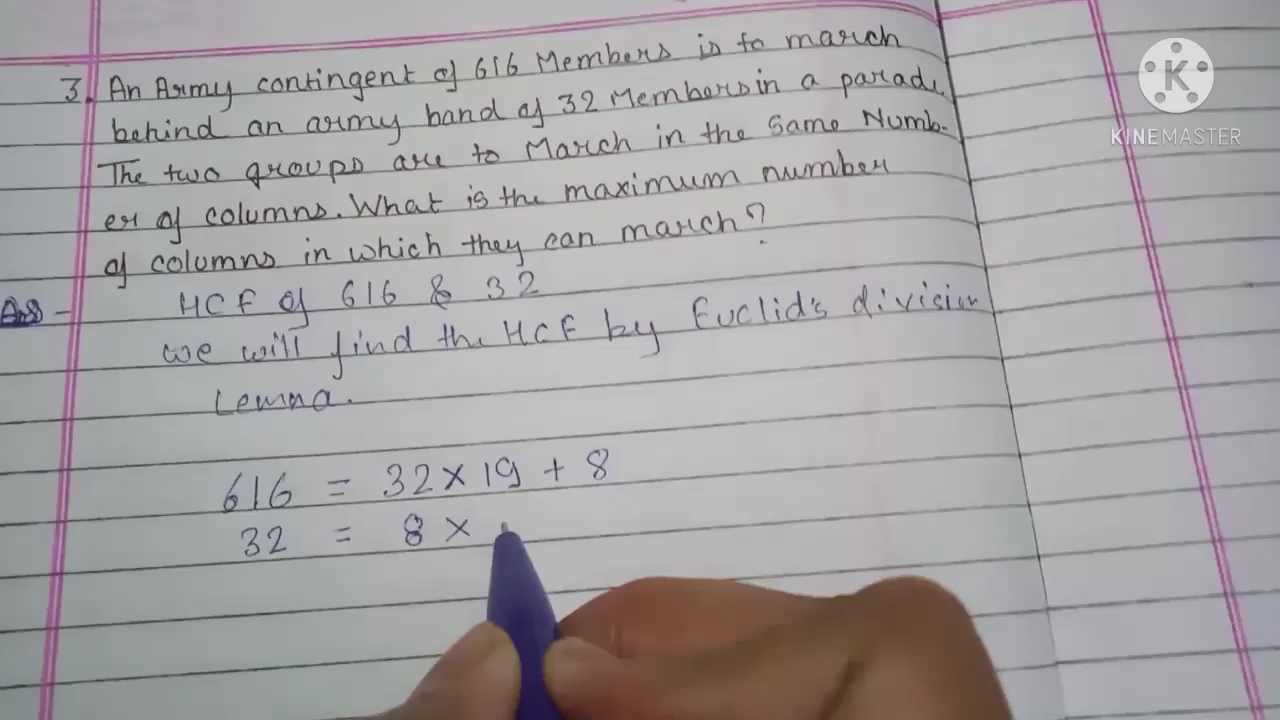 3. An Army contingent of 616 Members is to march
behind an army band of 32 Members in a parade.
The two groups are to March in the same Numb-
er of columns. What is the maximum number
of columns in which they can march?
Ans - HCF of 616 & 32
we will find the HCF by Euclid's division
Lemma.
616 = 32 × 19 + 8
32 = 8 ×
K
KINEMASTER